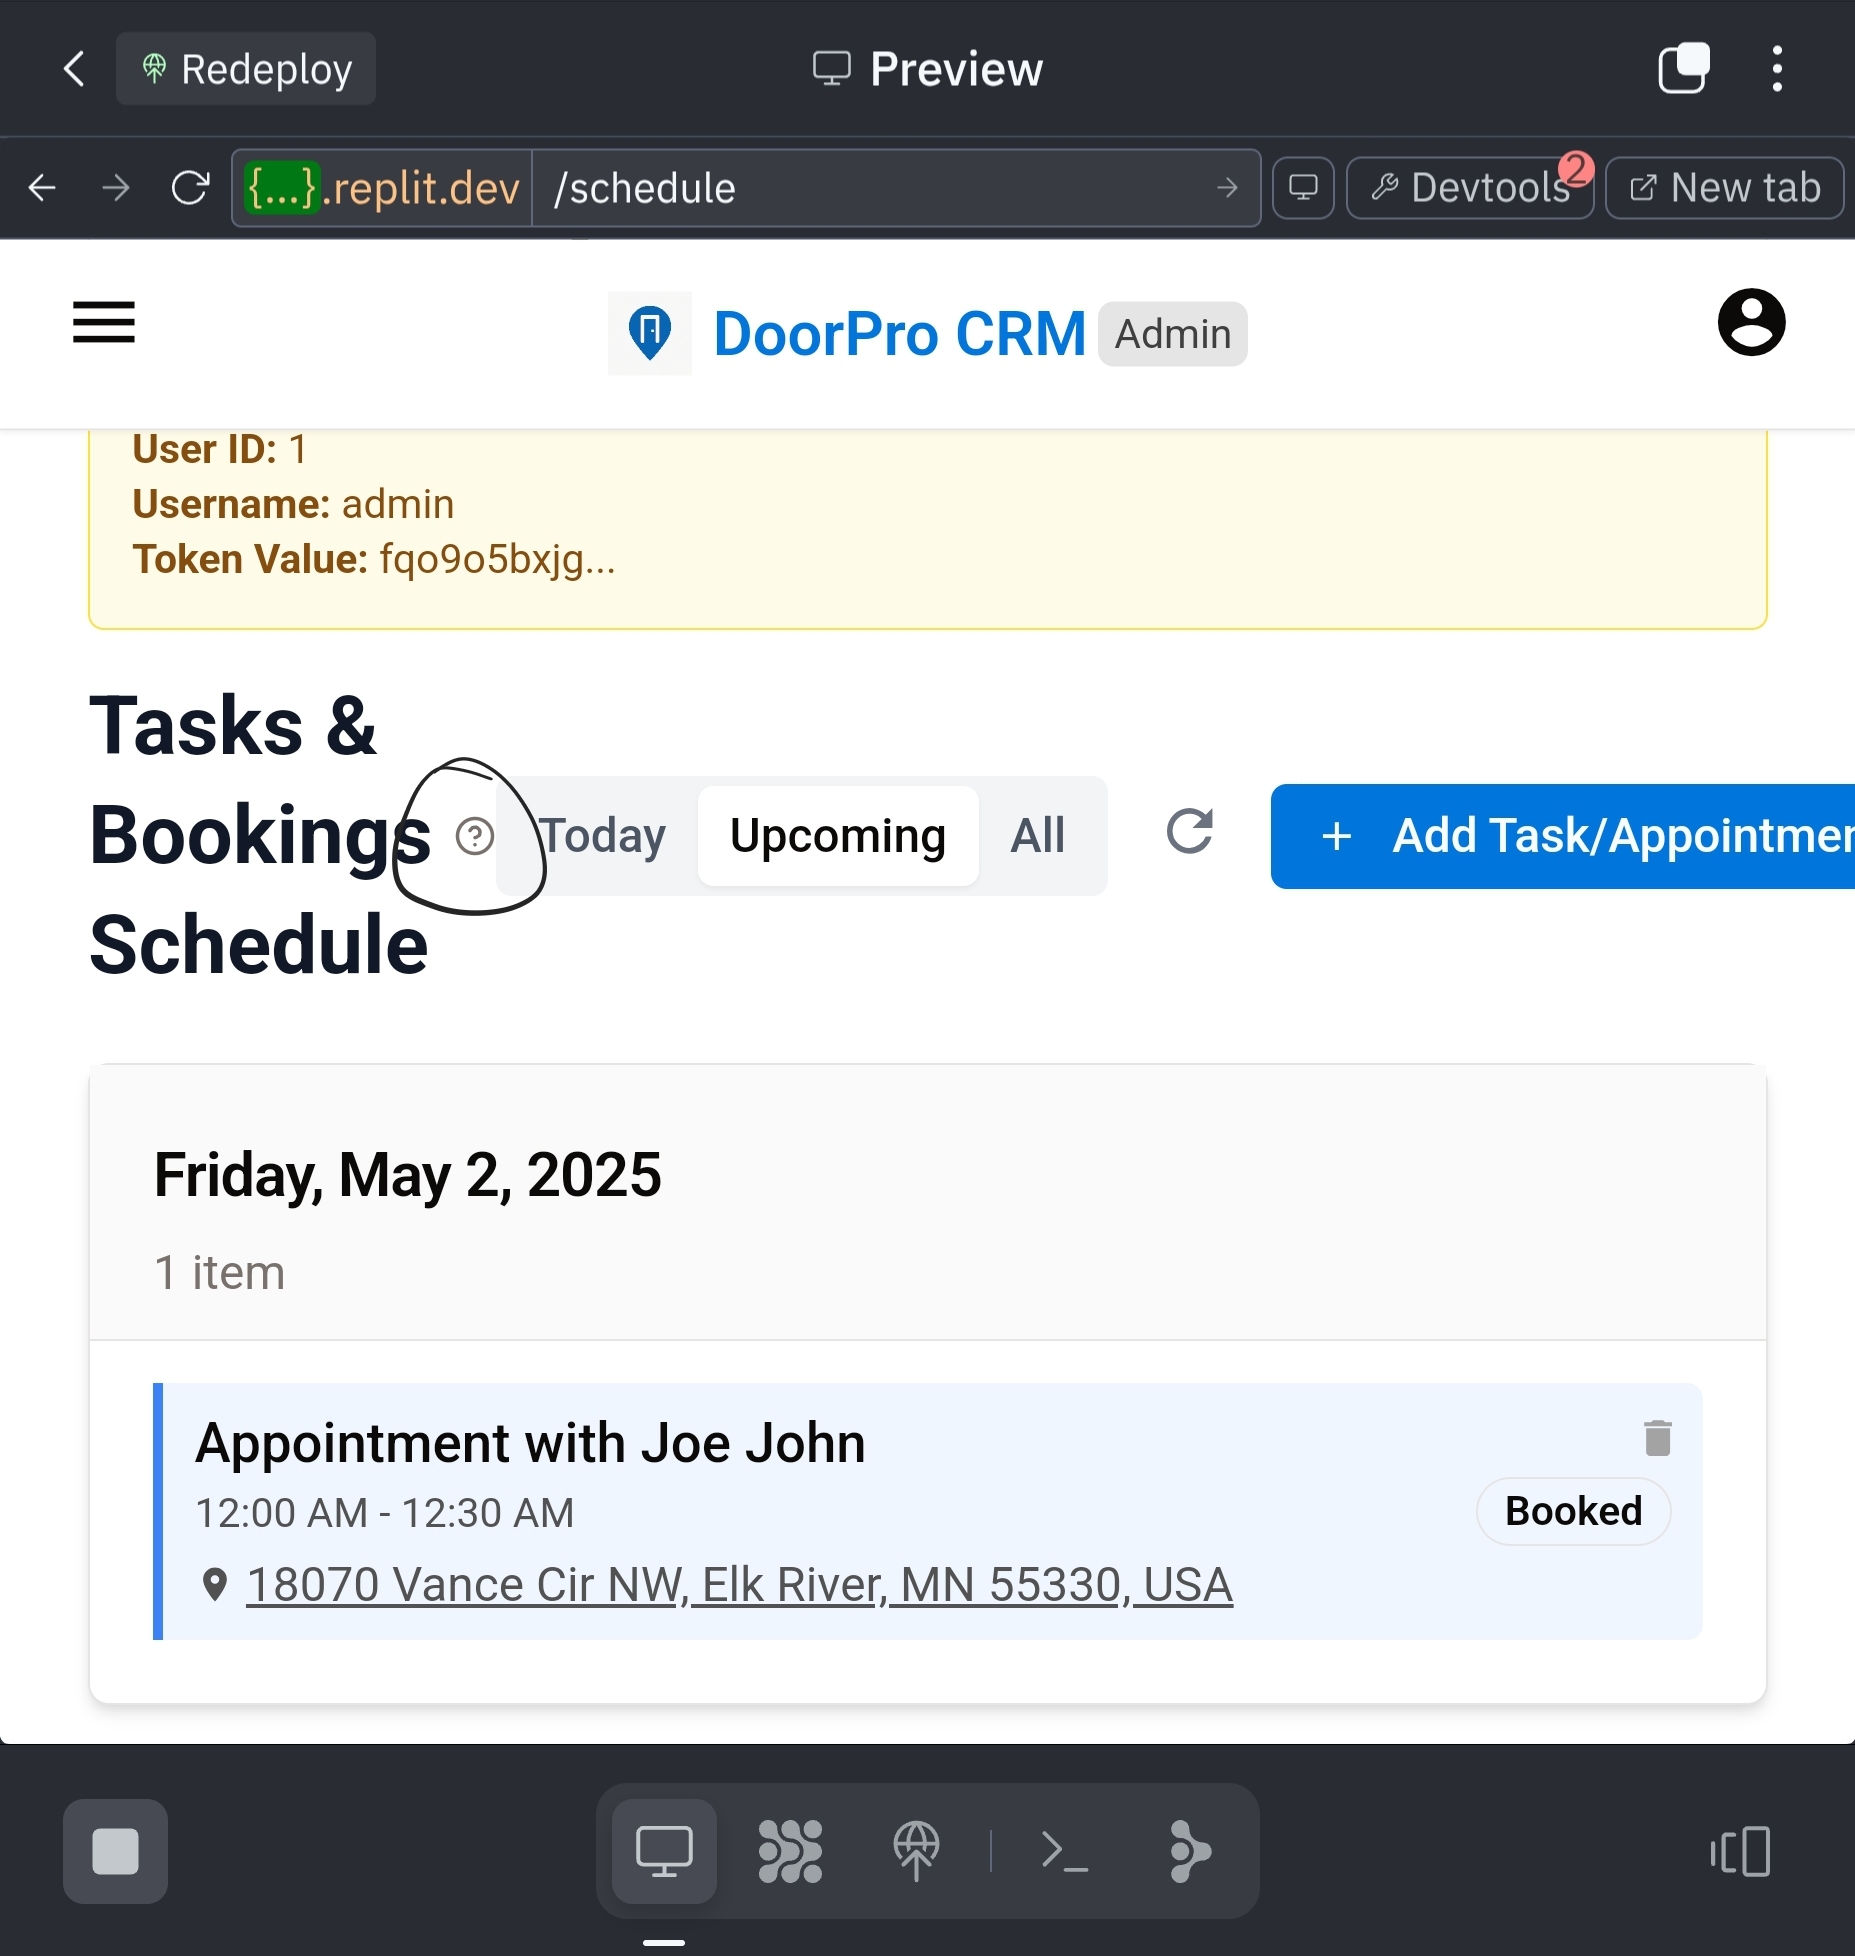 Redeploy
Preview
{...}.replit.dev /schedule
Devtools 2
New tab
DoorPro CRM Admin
User ID: 1
Username: admin
Token Value: fqo9o5bxjg...
Tasks &
Bookings
Schedule
Today Upcoming All
+ Add Task/Appointmen
Friday, May 2, 2025
1 item
Appointment with Joe John
12:00 AM - 12:30 AM
Booked
18070 Vance Cir NW, Elk River, MN 55330, USA